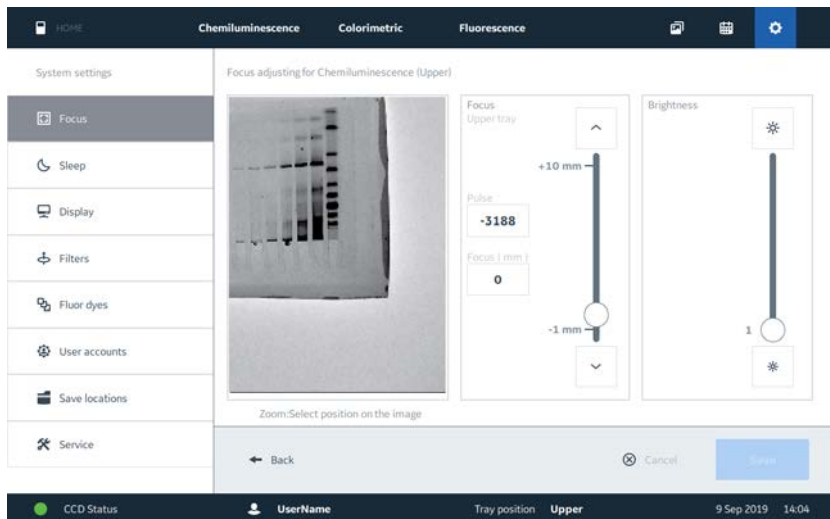 HOME Chemiluminescence Colorimetric Fluorescence
System settings
Focus
Sleep
Display
Filters
Fluor dyes
User accounts
Save locations
Service
Focus adjusting for Chemiluminescence (Upper)
Zoom:Select position on the image
Focus
Upper tray
+10 mm
Pulse
-3188
Focus ( mm )
0
-1 mm
Brightness
1
Back
Cancel
Save
CCD Status UserName Tray position Upper 9 Sep 2019 14:04